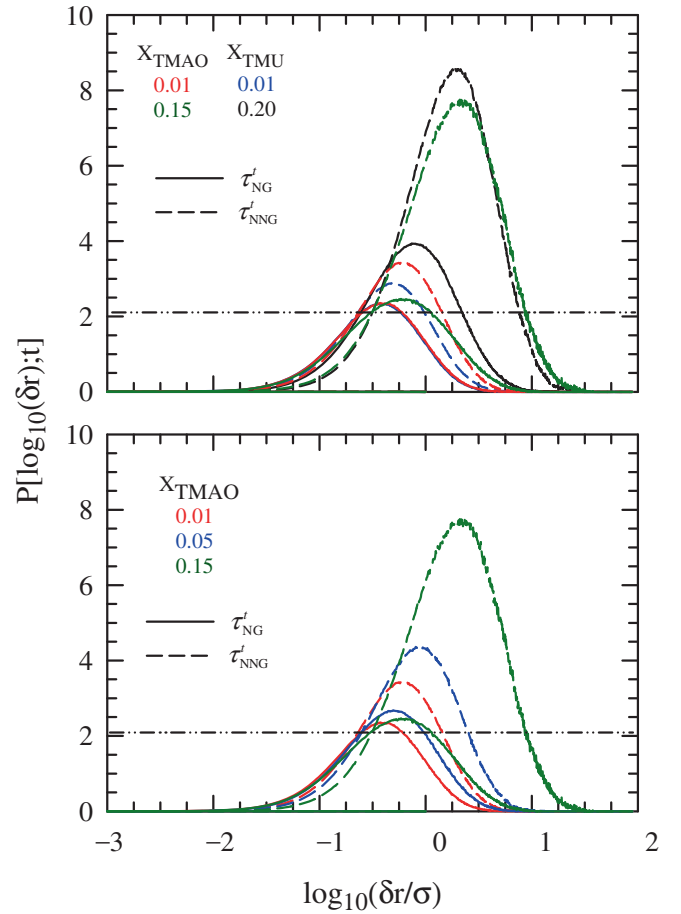 10
X_TMAO X_TMU
0.01 0.01
0.15 0.20
8
6
τ^t_NG
τ^t_NNG
4
2
0
P[log₁₀(δr);t]
10
X_TMAO
0.01
0.05
0.15
8
6
τ^t_NG
τ^t_NNG
4
2
0
−3 −2 −1 0 1 2
log₁₀(δr/σ)